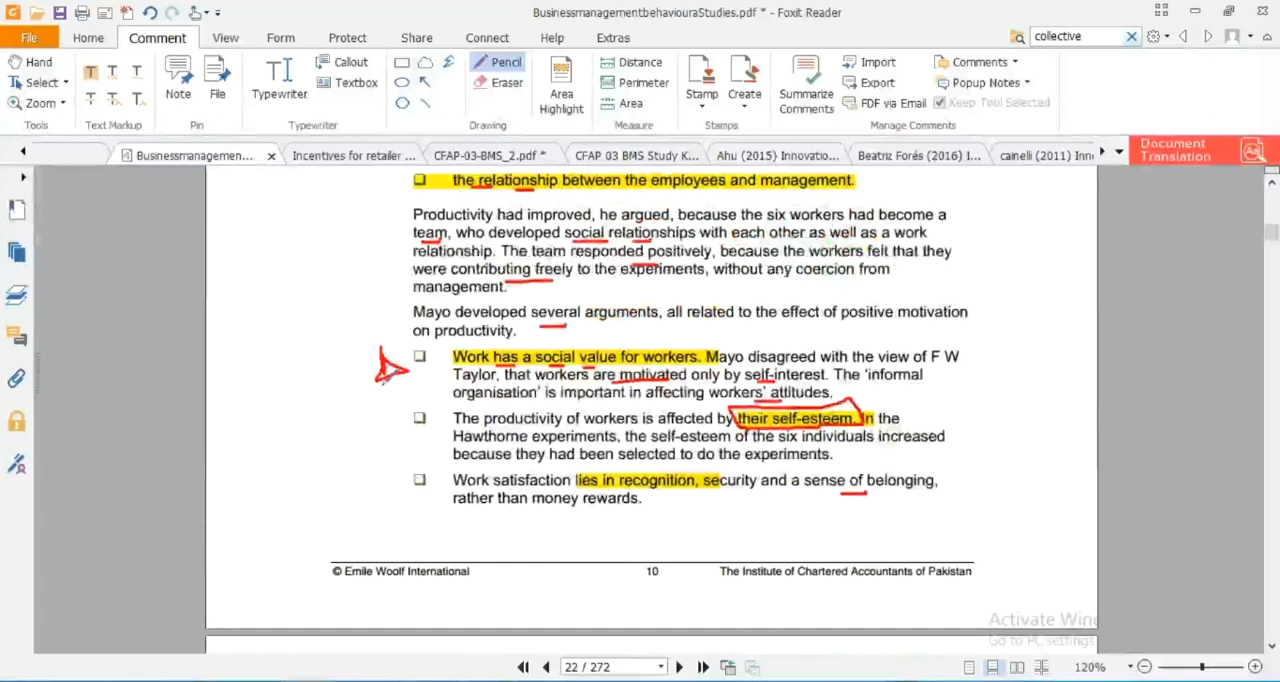 BusinessmanagementbehaviouraStudies.pdf * - Foxit Reader
File Home Comment View Form Protect Share Connect Help Extras collective
Hand Select Zoom
Tools
Text Markup
Note File
Pin
Typewriter
Callout
Textbox
Typewriter
Pencil
Eraser
Drawing
Area Highlight
Distance
Perimeter
Area
Measure
Stamp Create
Stamps
Summarize Comments
Import
Export
FDF via Email
Comments
Popup Notes
Keep Tool Selected
Manage Comments
Businessmanagemen... Incentives for retailer ... CFAP-03-BMS_2.pdf * CFAP 03 BMS Study K... Ahu (2015) Innovatio... Beatriz Forés (2016) I... cainelli (2011) Inn
Document Translation
the relationship between the employees and management.
Productivity had improved, he argued, because the six workers had become a
team, who developed social relationships with each other as well as a work
relationship. The team responded positively, because the workers felt that they
were contributing freely to the experiments, without any coercion from
management.
Mayo developed several arguments, all related to the effect of positive motivation
on productivity.
Work has a social value for workers. Mayo disagreed with the view of F W
Taylor, that workers are motivated only by self-interest. The 'informal
organisation' is important in affecting workers' attitudes.
The productivity of workers is affected by their self-esteem. In the
Hawthorne experiments, the self-esteem of the six individuals increased
because they had been selected to do the experiments.
Work satisfaction lies in recognition, security and a sense of belonging,
rather than money rewards.
© Emile Woolf International 10 The Institute of Chartered Accountants of Pakistan
Activate Win
Go to PC settings
22 / 272 120%